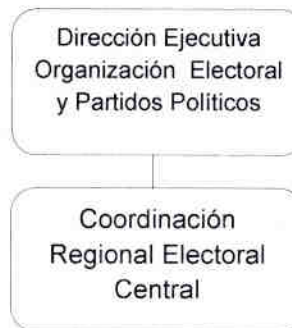 Dirección Ejecutiva
Organización Electoral
y Partidos Políticos
Coordinación
Regional Electoral
Central